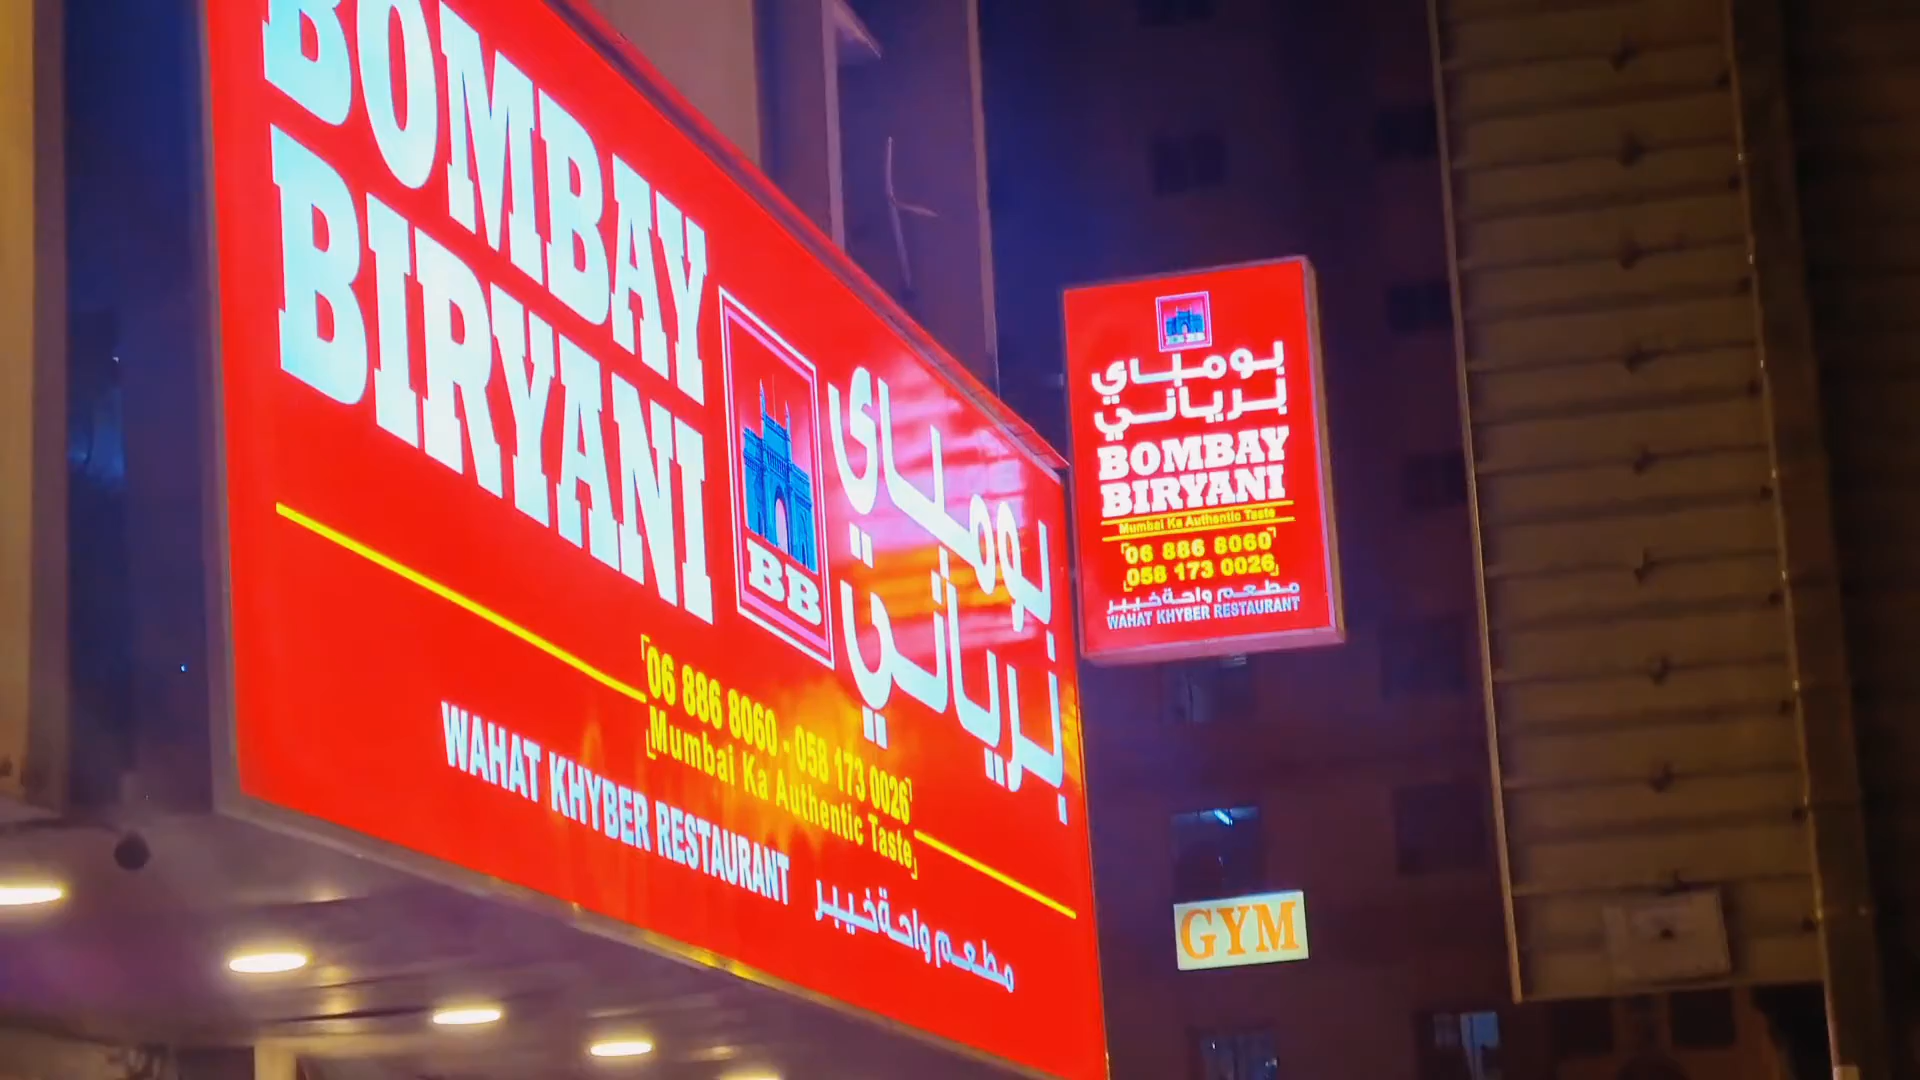 BOMBAY
BIRYANI
BB
بومباي
برياني
06 886 8060 - 058 173 0026
Mumbai Ka Authentic Taste
WAHAT KHYBER RESTAURANT
مطعم واحة خيبر
BB
بومباي
برياني
BOMBAY
BIRYANI
Mumbai Ka Authentic Taste
06 886 8060
058 173 0026
مطعم واحة خيبر
WAHAT KHYBER RESTAURANT
GYM